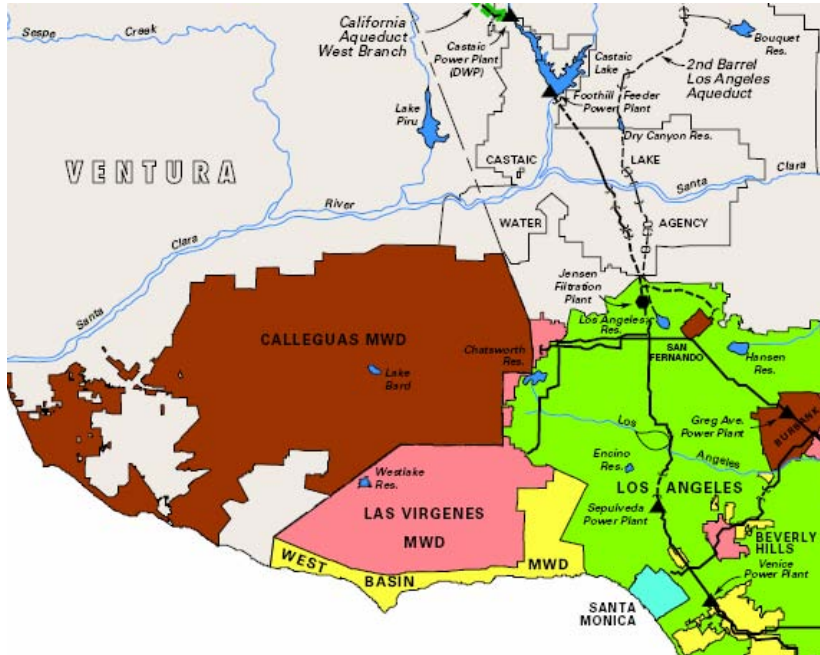 Sespe
Creek
California
Aqueduct
West Branch
Castaic
Power Plant
(DWP)
Castaic
Lake
Bouquet
Res.
2nd Barrel
Los Angeles
Aqueduct
Foothill Feeder
Power Plant
Lake
Piru
Dry Canyon Res.
VENTURA
CASTAIC
LAKE
Santa
Clara
River
WATER
AGENCY
Clara
Santa
Jensen
Filtration
Plant
Los Angeles
Res.
CALLEGUAS MWD
SAN
FERNANDO
Chatsworth
Res.
Hansen
Res.
Lake
Bard
Los
Greg Ave.
Power Plant
BURBANK
Angeles
Encino
Res.
Westlake
Res.
LOS ANGELES
LAS VIRGENES
MWD
Sepulveda
Power Plant
BEVERLY
HILLS
WEST
BASIN
MWD
Venice
Power Plant
SANTA
MONICA